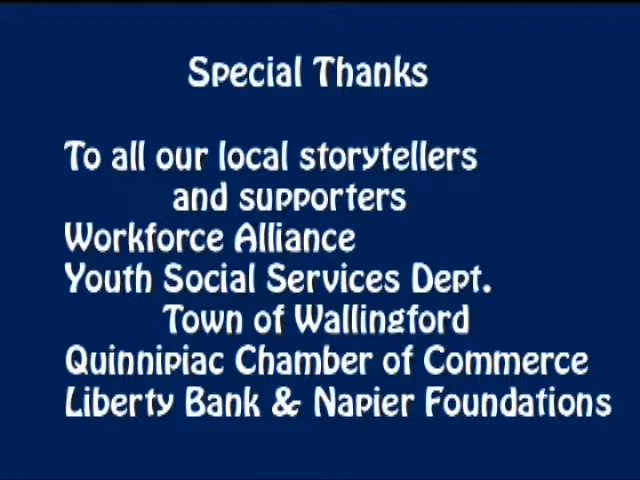 Special Thanks
To all our local storytellers
and supporters
Workforce Alliance
Youth Social Services Dept.
Town of Wallingford
Quinnipiac Chamber of Commerce
Liberty Bank & Napier Foundations